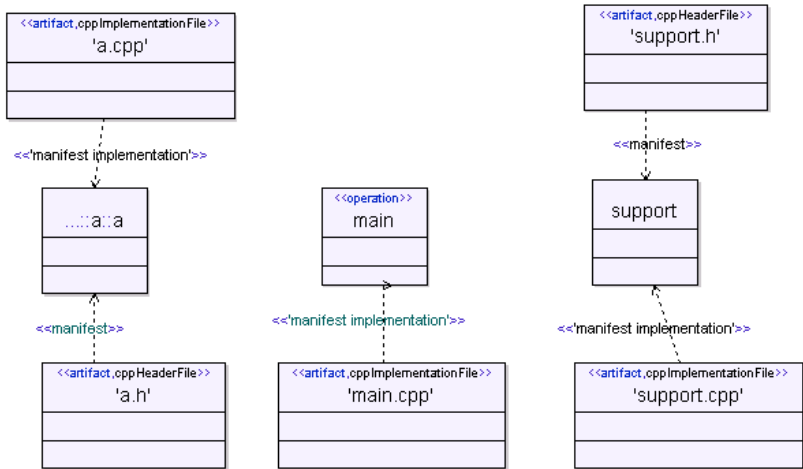 <<artifact,cppImplementationFile>>
'a.cpp'
<<'manifest implementation'>>
...::a::a
<<manifest>>
<<artifact,cppHeaderFile>>
'a.h'
<<operation>>
main
<<'manifest implementation'>>
<<artifact,cppImplementationFile>>
'main.cpp'
<<artifact,cppHeaderFile>>
'support.h'
<<manifest>>
support
<<'manifest implementation'>>
<<artifact,cppImplementationFile>>
'support.cpp'